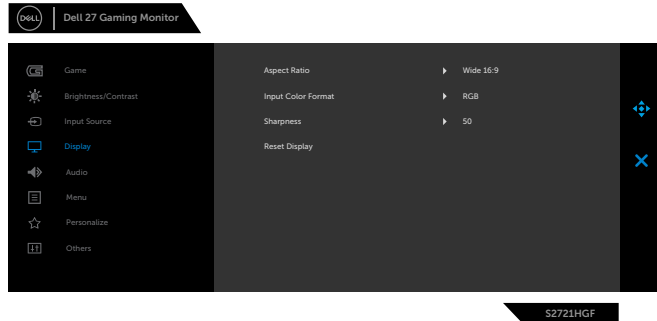 DELL
Dell 27 Gaming Monitor
Game
Brightness/Contrast
Input Source
Display
Audio
Menu
Personalize
Others
Aspect Ratio Wide 16:9
Input Color Format RGB
Sharpness 50
Reset Display
S2721HGF